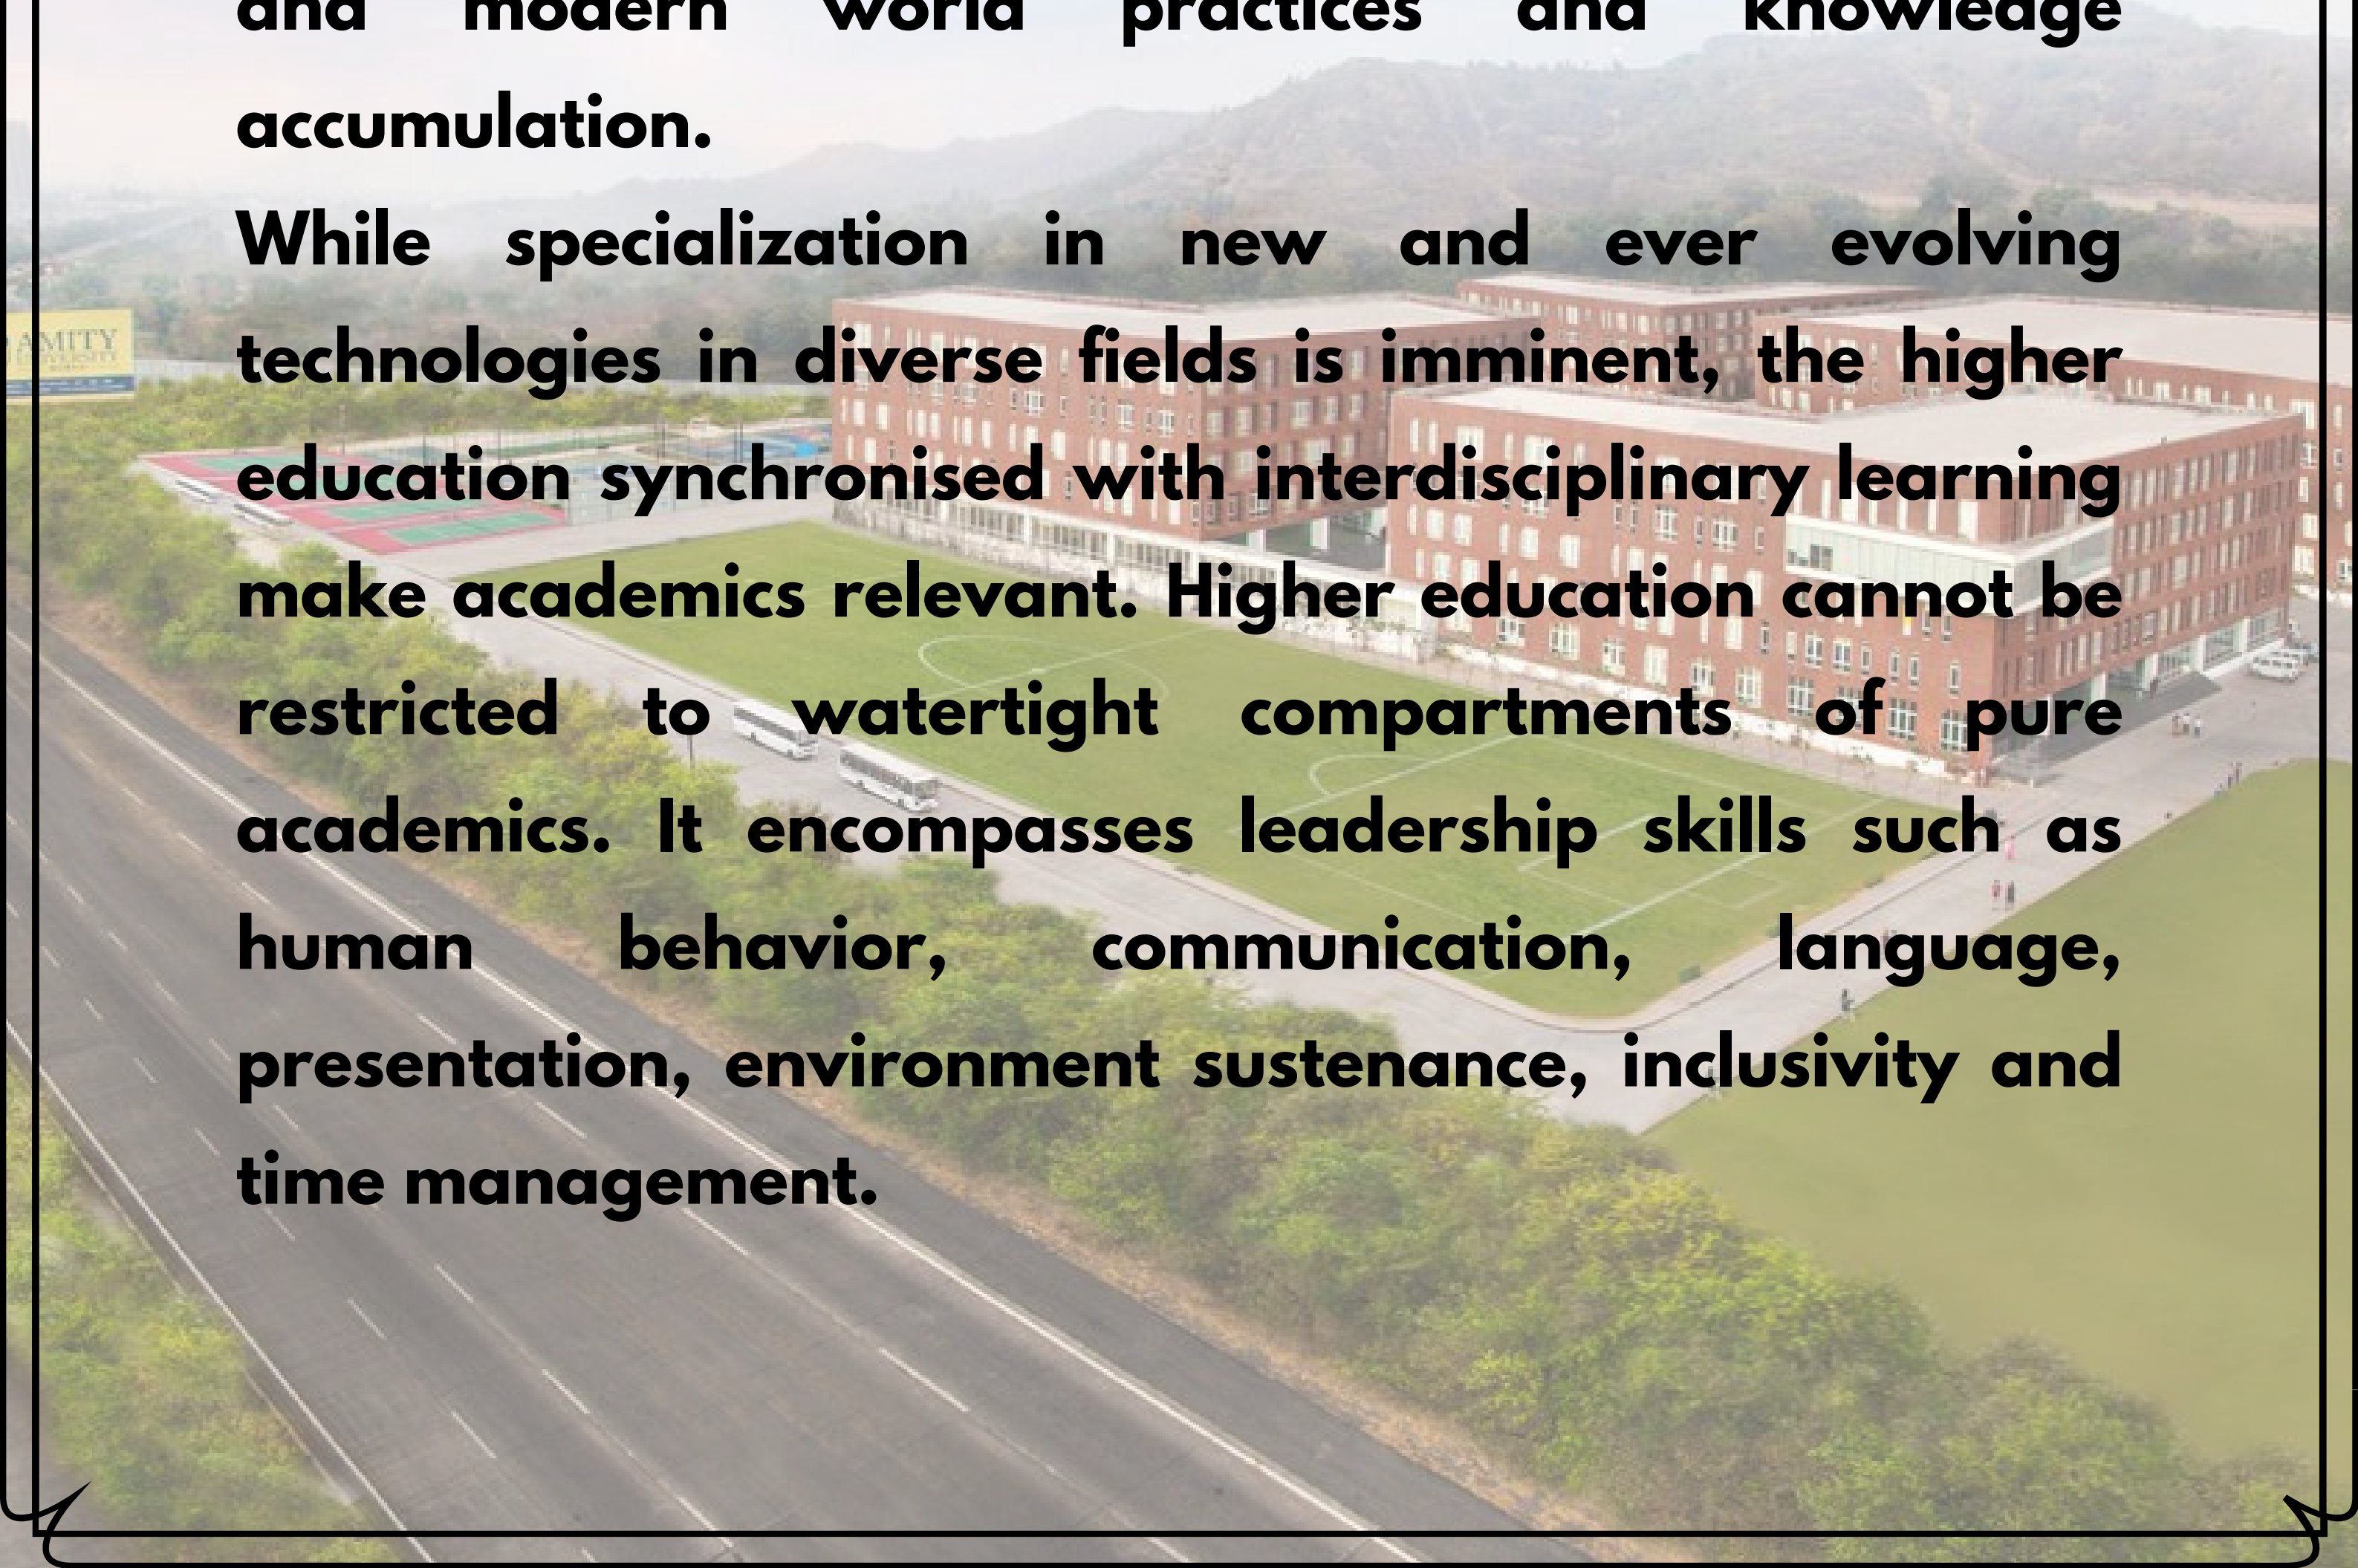 and modern world practices and knowledge
accumulation.
While specialization in new and ever evolving
technologies in diverse fields is imminent, the higher
education synchronised with interdisciplinary learning
make academics relevant. Higher education cannot be
restricted to watertight compartments of pure
academics. It encompasses leadership skills such as
human behavior, communication, language,
presentation, environment sustenance, inclusivity and
time management.
AMITY
UNIVERSITY